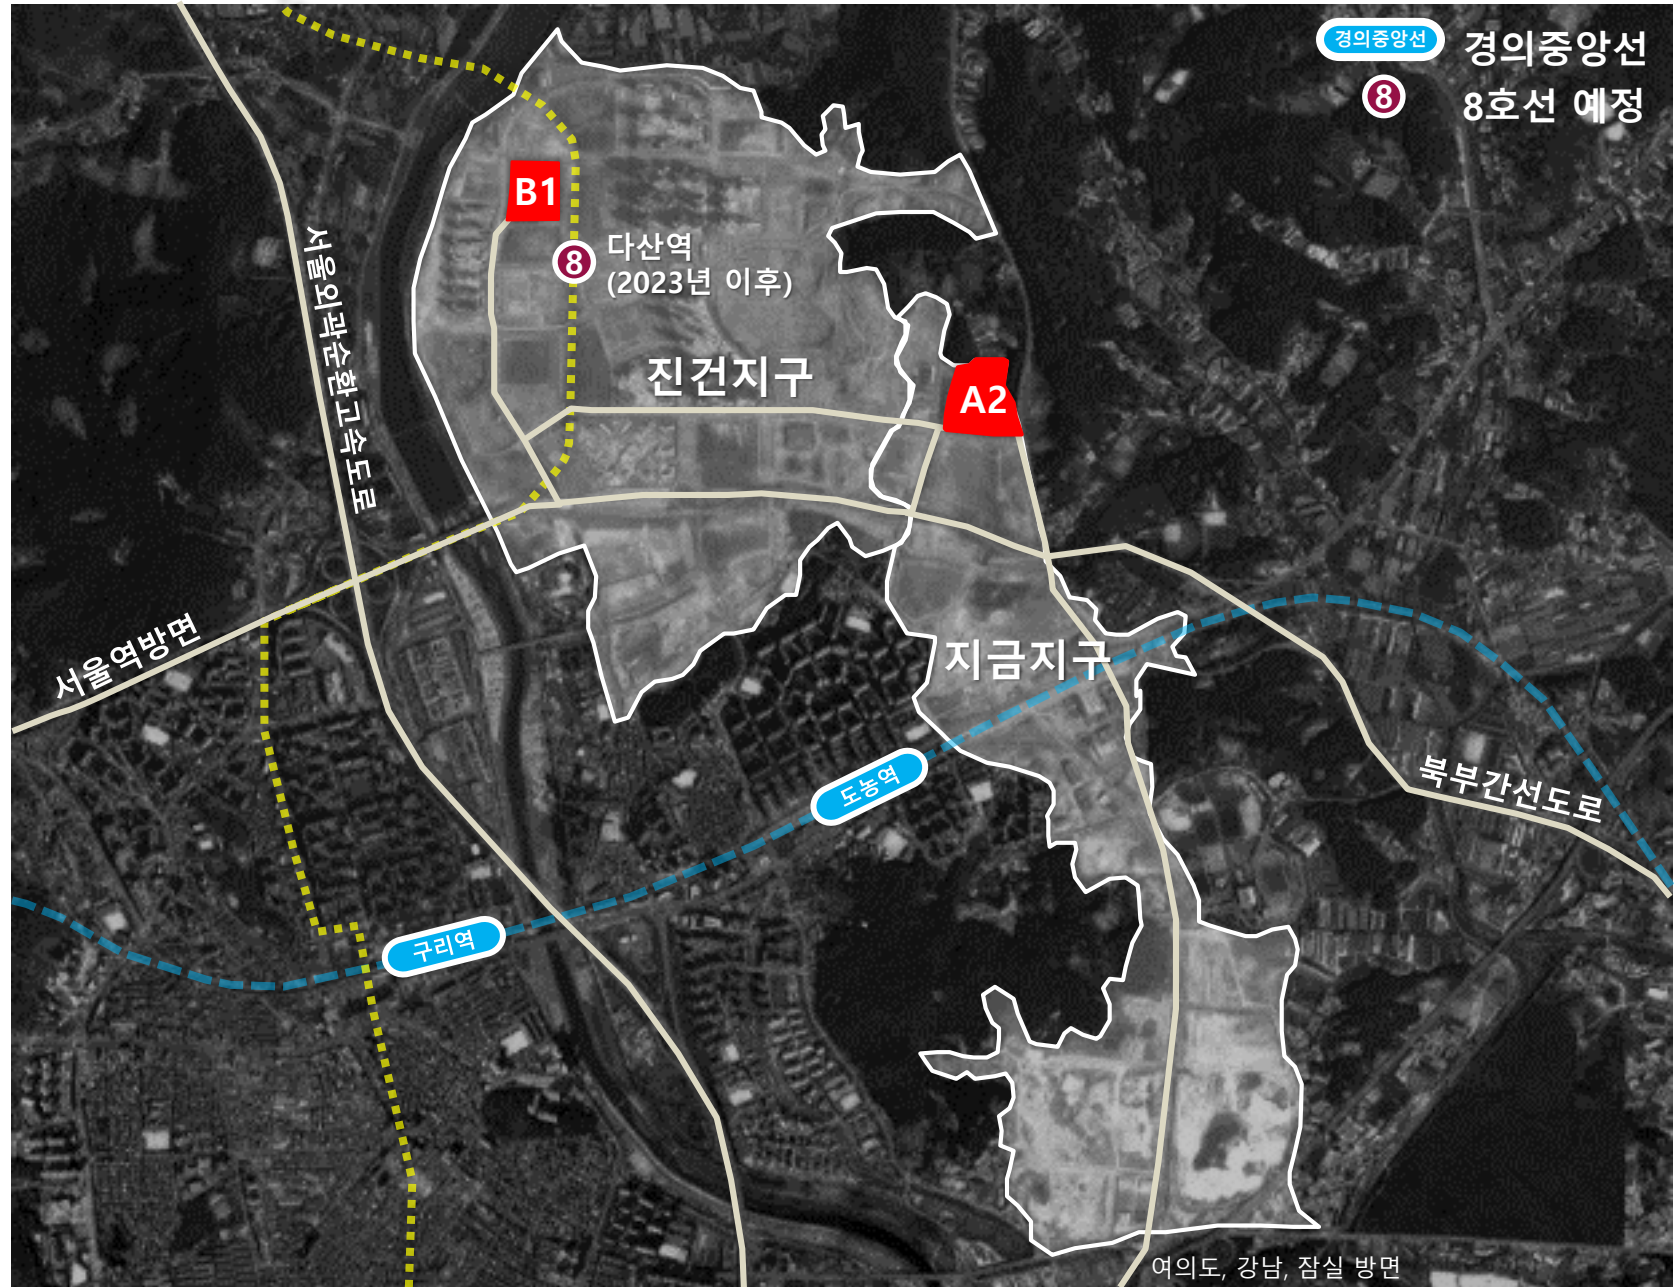 경의중앙선 경의중앙선
8 8호선 예정
B1
8 다산역
(2023년 이후)
서울외곽순환고속도로
진건지구
A2
서울역방면
지금지구
도농역
북부간선도로
구리역
여의도, 강남, 잠실 방면